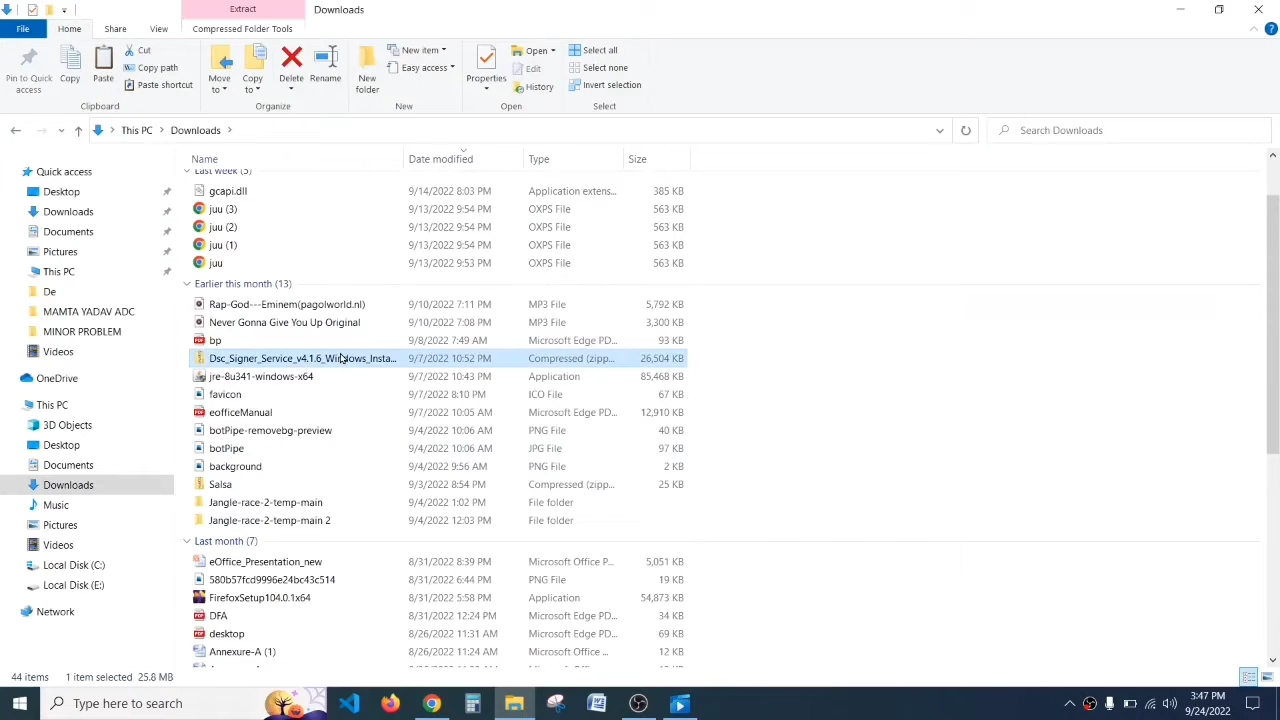 Extract
Downloads
File
Home
Share
View
Compressed Folder Tools
Pin to Quick access
Copy
Paste
Cut
Copy path
Paste shortcut
Clipboard
Move to
Copy to
Delete
Rename
Organize
New folder
New item
Easy access
New
Properties
Open
Edit
History
Open
Select all
Select none
Invert selection
Select
This PC
Downloads
Search Downloads
Name
Date modified
Type
Size
Quick access
Desktop
Downloads
Documents
Pictures
This PC
De
MAMTA YADAV ADC
MINOR PROBLEM
Videos
OneDrive
This PC
3D Objects
Desktop
Documents
Downloads
Music
Pictures
Videos
Local Disk (C:)
Local Disk (E:)
Network
Last week (5)
gcapi.dll 9/14/2022 8:03 PM Application extens... 385 KB
juu (3) 9/13/2022 9:54 PM OXPS File 563 KB
juu (2) 9/13/2022 9:54 PM OXPS File 563 KB
juu (1) 9/13/2022 9:54 PM OXPS File 563 KB
juu 9/13/2022 9:53 PM OXPS File 563 KB
Earlier this month (13)
Rap-God---Eminem(pagolworld.nl) 9/10/2022 7:11 PM MP3 File 5,792 KB
Never Gonna Give You Up Original 9/10/2022 7:08 PM MP3 File 3,300 KB
bp 9/8/2022 7:49 AM Microsoft Edge PD... 93 KB
Dsc_Signer_Service_v4.1.6_Windows_Insta... 9/7/2022 10:52 PM Compressed (zipp... 26,504 KB
jre-8u341-windows-x64 9/7/2022 10:43 PM Application 85,468 KB
favicon 9/7/2022 8:10 PM ICO File 67 KB
eofficeManual 9/7/2022 10:05 AM Microsoft Edge PD... 12,910 KB
botPipe-removebg-preview 9/4/2022 10:06 AM PNG File 40 KB
botPipe 9/4/2022 10:06 AM JPG File 97 KB
background 9/4/2022 9:56 AM PNG File 2 KB
Salsa 9/3/2022 8:54 PM Compressed (zipp... 25 KB
Jangle-race-2-temp-main 9/4/2022 1:02 PM File folder
Jangle-race-2-temp-main 2 9/4/2022 12:03 PM File folder
Last month (7)
eOffice_Presentation_new 8/31/2022 8:39 PM Microsoft Office P... 5,051 KB
580b57fcd9996e24bc43c514 8/31/2022 6:44 PM PNG File 19 KB
FirefoxSetup104.0.1x64 8/31/2022 5:58 PM Application 54,873 KB
DFA 8/31/2022 12:24 PM Microsoft Edge PD... 34 KB
desktop 8/26/2022 11:31 AM Microsoft Edge PD... 69 KB
Annexure-A (1) 8/26/2022 11:24 AM Microsoft Office ... 12 KB
44 items 1 item selected 25.8 MB
Type here to search
3:47 PM
9/24/2022